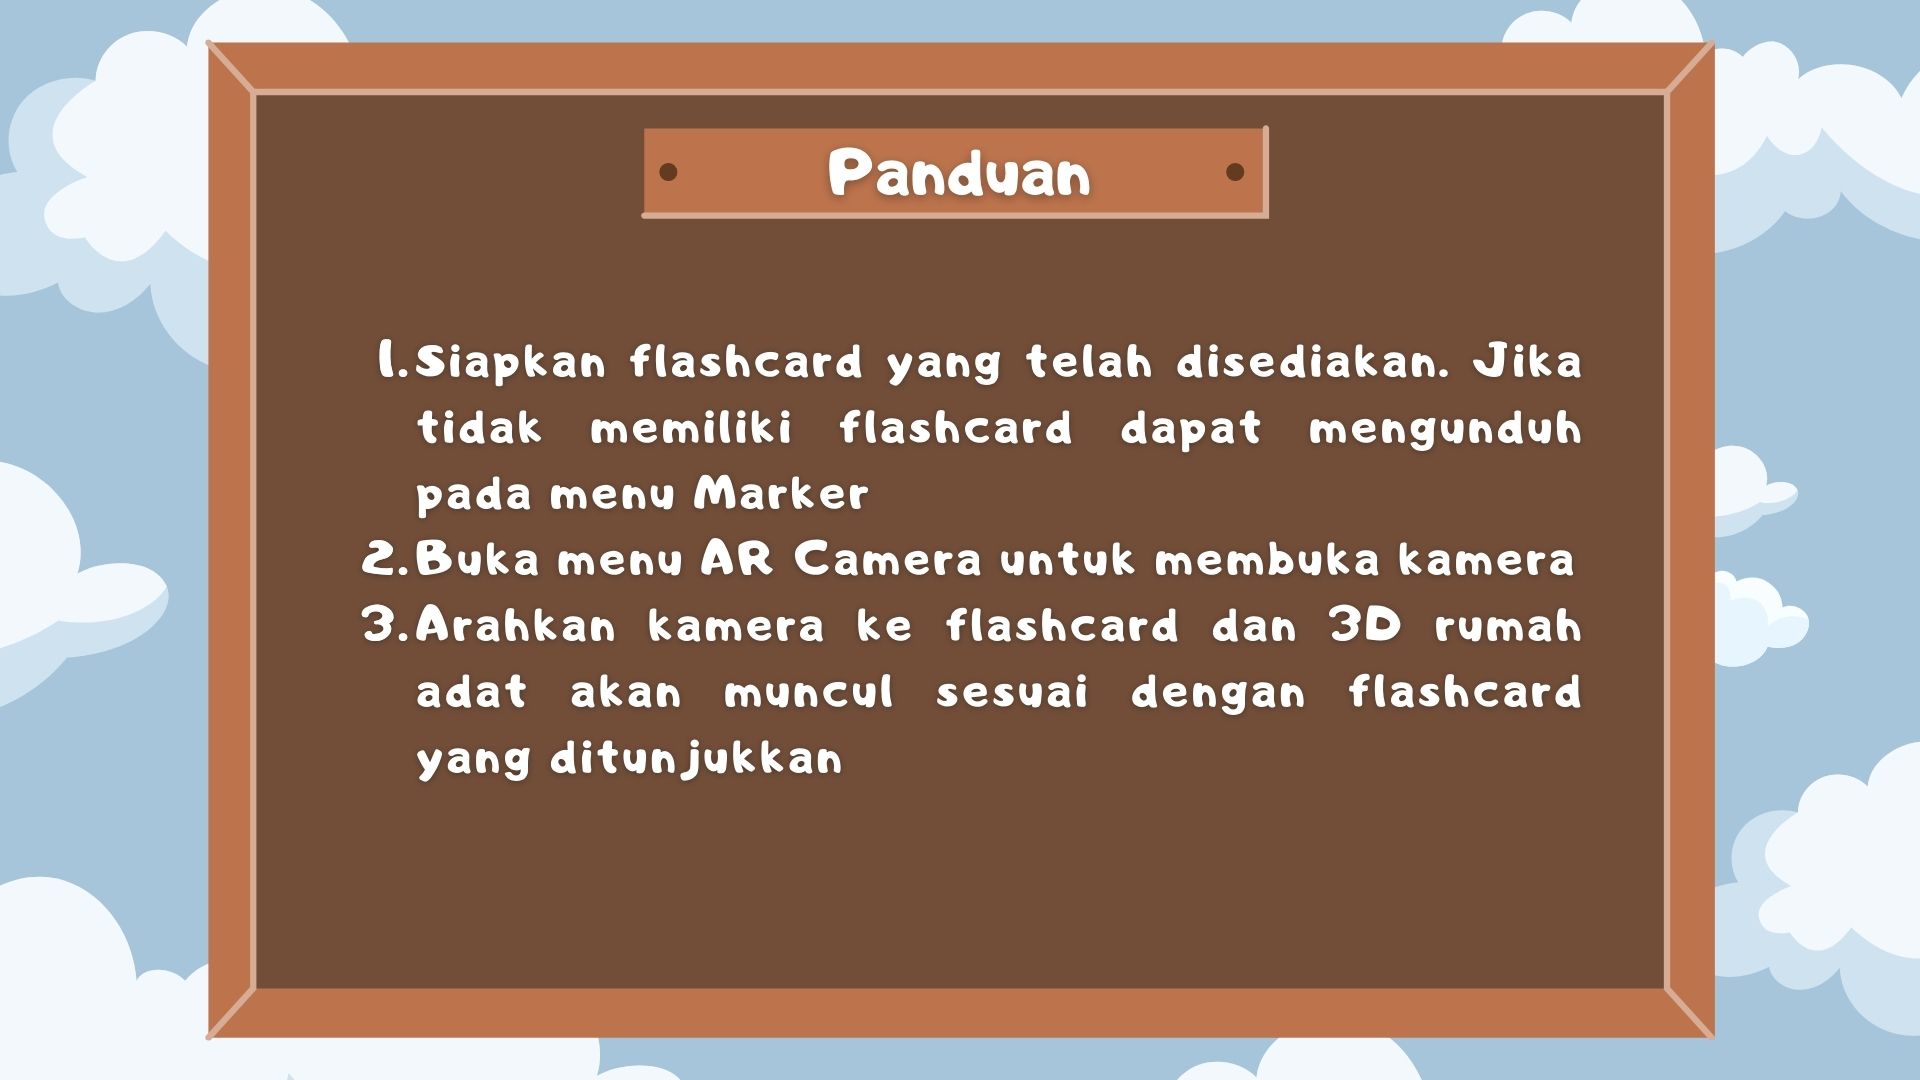 Panduan
1. Siapkan flashcard yang telah disediakan. Jika
tidak memiliki flashcard dapat mengunduh
pada menu Marker
2. Buka menu AR Camera untuk membuka kamera
3. Arahkan kamera ke flashcard dan 3D rumah
adat akan muncul sesuai dengan flashcard
yang ditunjukkan